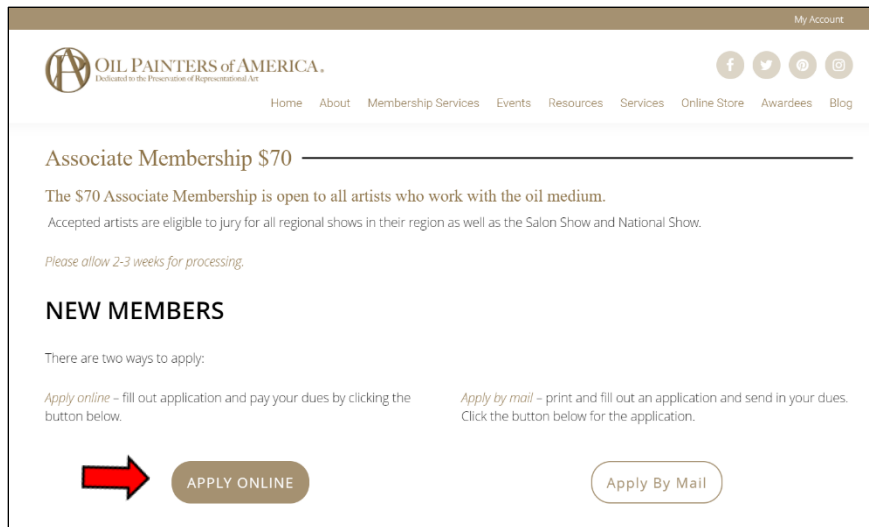 My Account
OIL PAINTERS of AMERICA®
Dedicated to the Preservation of Representational Art
Home About Membership Services Events Resources Services Online Store Awardees Blog
Associate Membership $70
The $70 Associate Membership is open to all artists who work with the oil medium.
Accepted artists are eligible to jury for all regional shows in their region as well as the Salon Show and National Show.
Please allow 2-3 weeks for processing.
NEW MEMBERS
There are two ways to apply:
Apply online – fill out application and pay your dues by clicking the
button below.
Apply by mail – print and fill out an application and send in your dues.
Click the button below for the application.
APPLY ONLINE
Apply By Mail